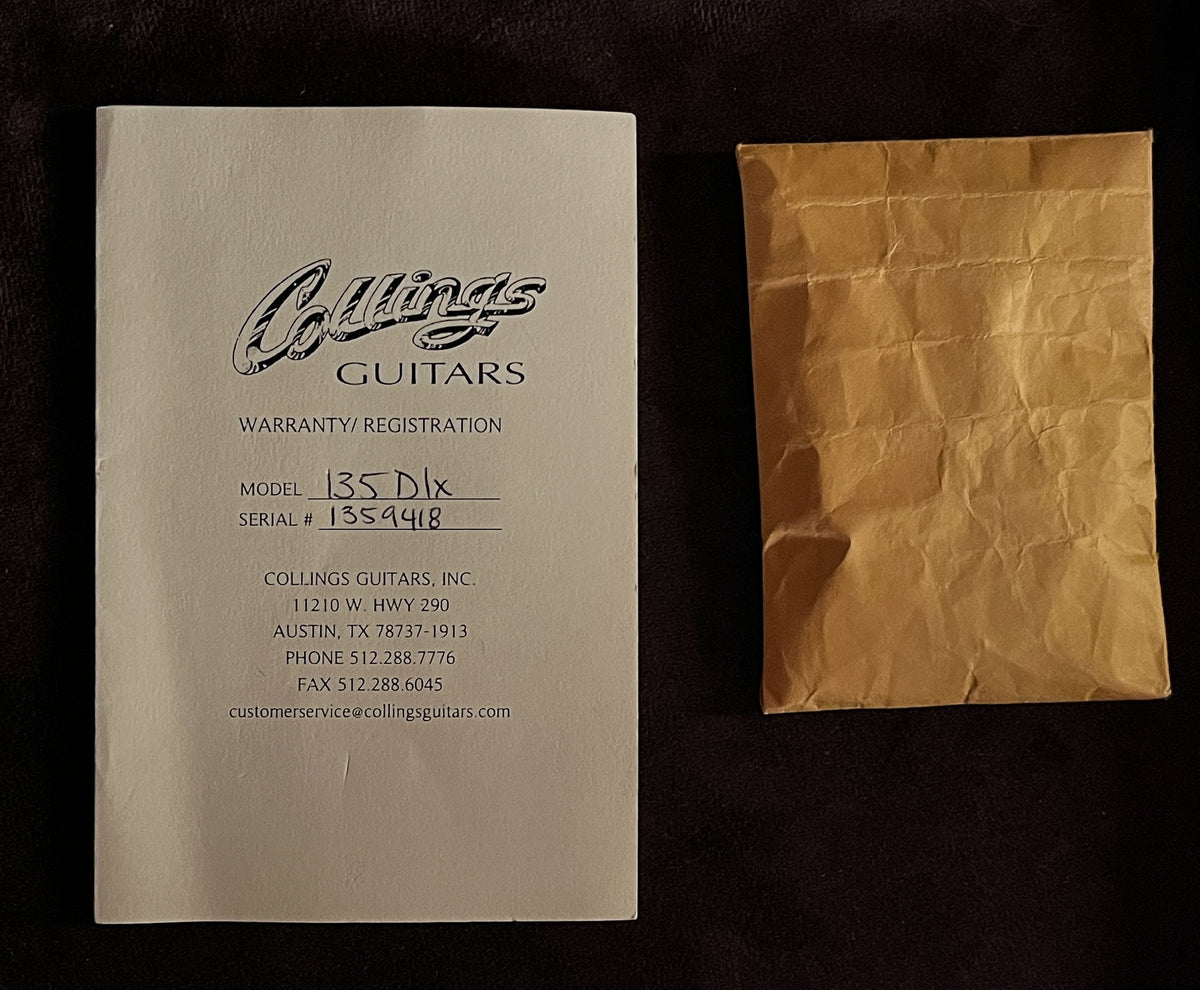 Collings
GUITARS
WARRANTY/ REGISTRATION
MODEL 135 Dlx
SERIAL # 1359418
COLLINGS GUITARS, INC.
11210 W. HWY 290
AUSTIN, TX 78737-1913
PHONE 512.288.7776
FAX 512.288.6045
customerservice@collingsguitars.com